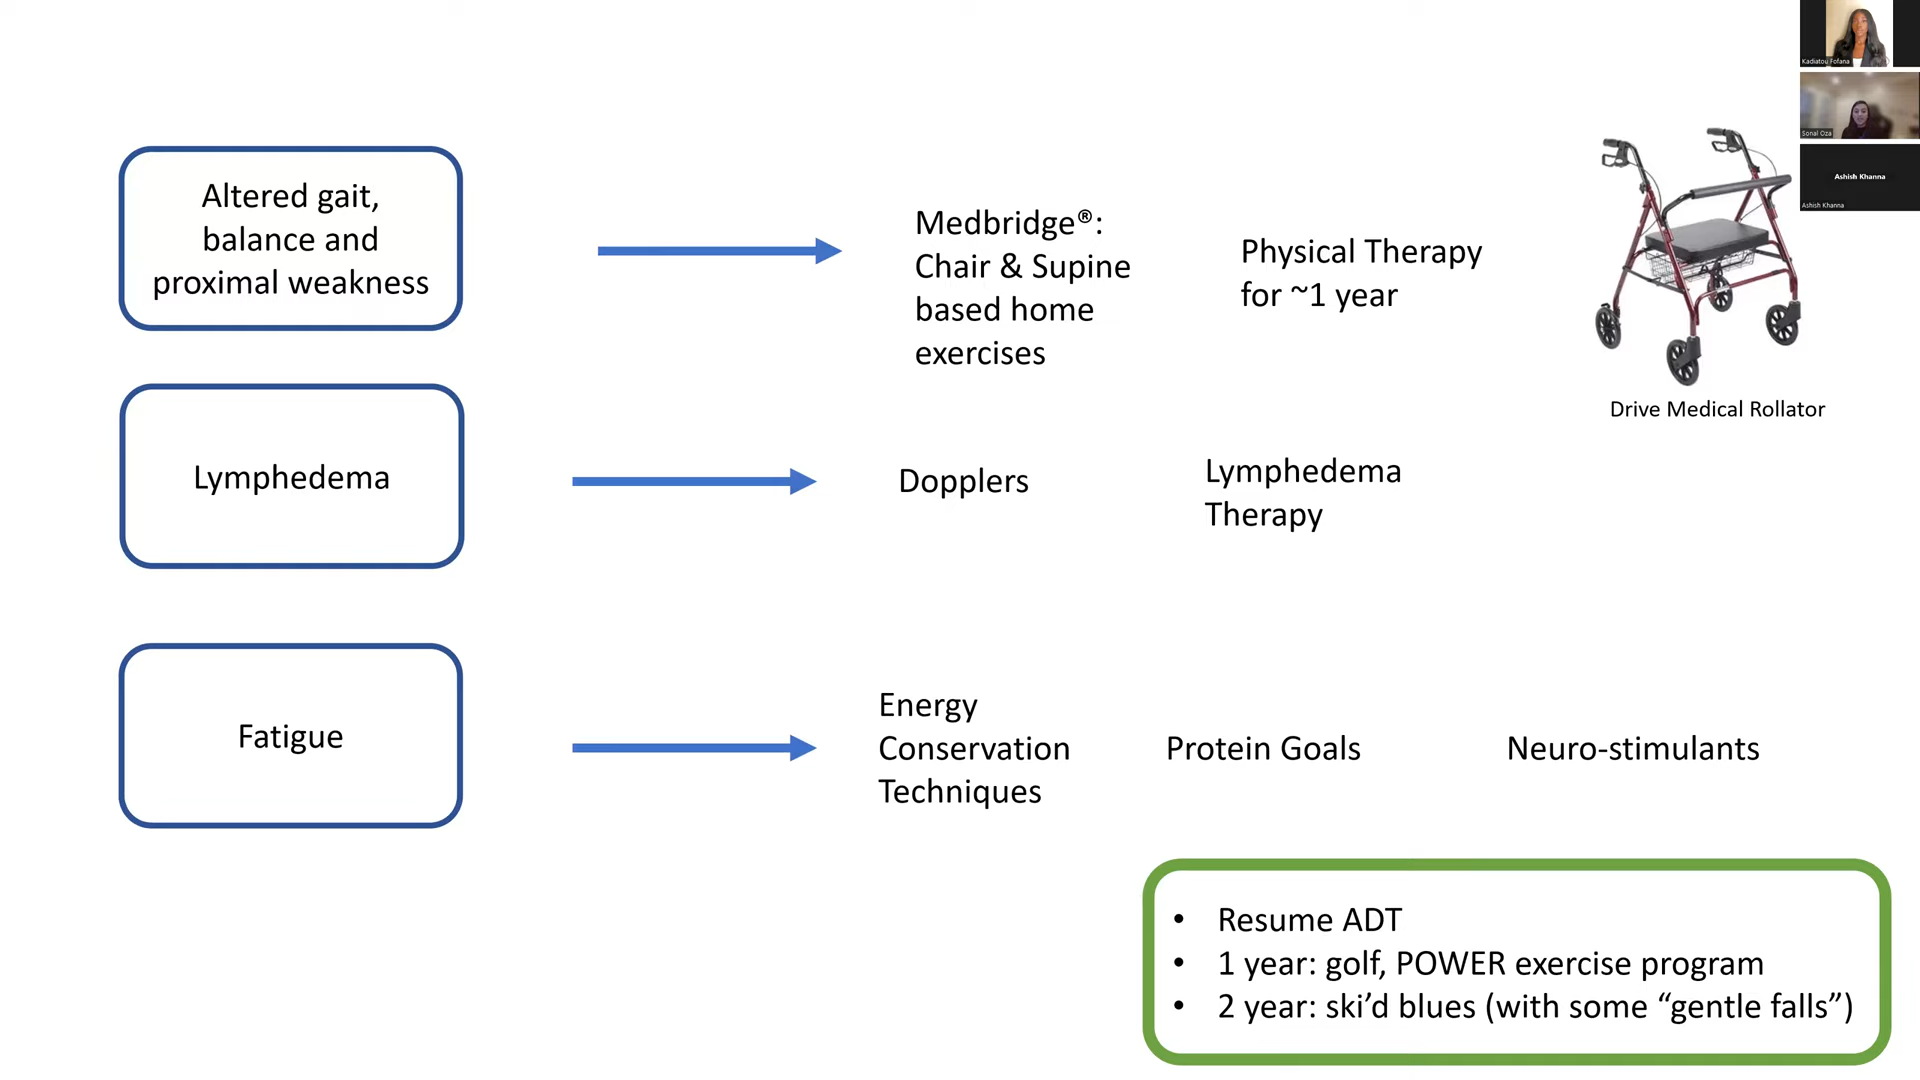 Kadiatou Fofana
Sonal Oza
Ashish Khanna
Ashish Khanna
Altered gait,
balance and
proximal weakness
Medbridge®:
Chair & Supine
based home
exercises
Physical Therapy
for ~1 year
Drive Medical Rollator
Lymphedema
Dopplers
Lymphedema
Therapy
Fatigue
Energy
Conservation
Techniques
Protein Goals
Neuro-stimulants
• Resume ADT
• 1 year: golf, POWER exercise program
• 2 year: ski’d blues (with some “gentle falls”)